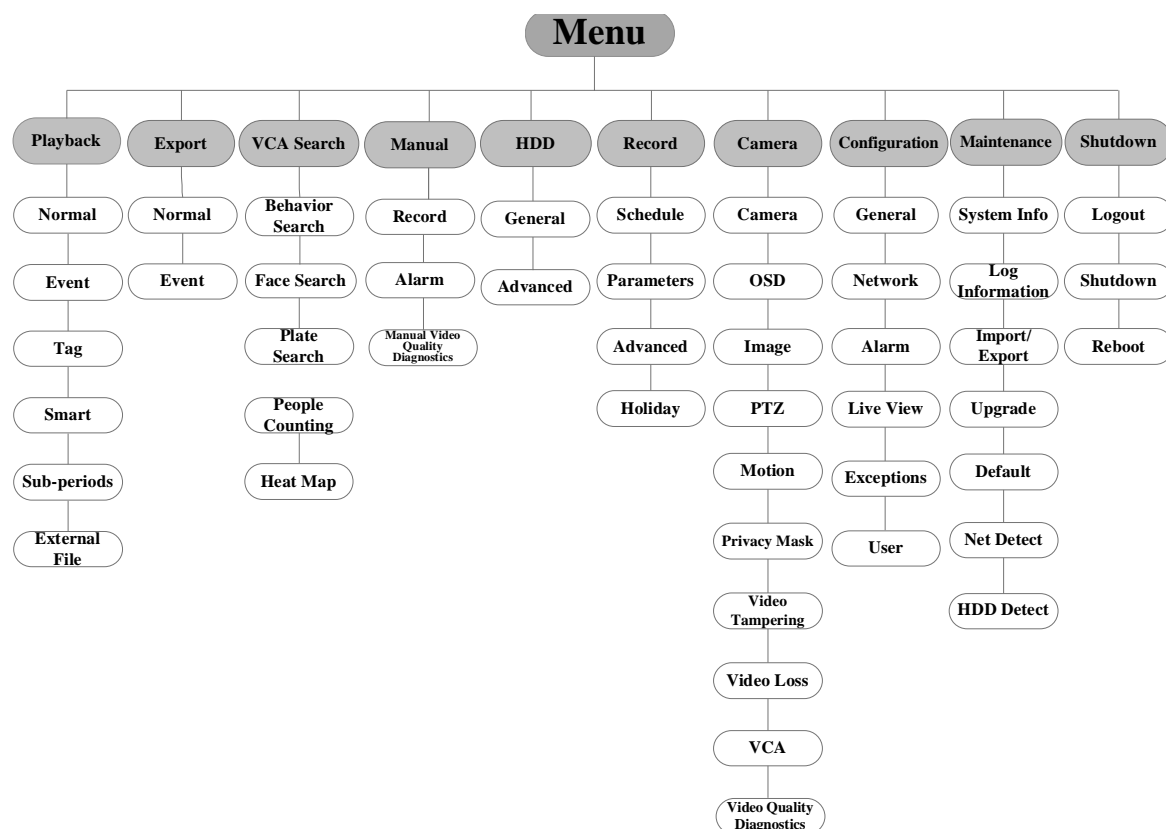 Menu
Playback
Export
VCA Search
Manual
HDD
Record
Camera
Configuration
Maintenance
Shutdown
Normal
Normal
Behavior
Search
Record
General
Schedule
Camera
General
System Info
Logout
Event
Event
Face Search
Alarm
Advanced
Parameters
OSD
Network
Log
Information
Shutdown
Tag
Plate
Search
Manual Video
Quality
Diagnostics
Advanced
Image
Alarm
Import/
Export
Reboot
Smart
People
Counting
Holiday
PTZ
Live View
Upgrade
Sub-periods
Heat Map
Motion
Exceptions
Default
External
File
Privacy Mask
User
Net Detect
Video
Tampering
HDD Detect
Video Loss
VCA
Video Quality
Diagnostics